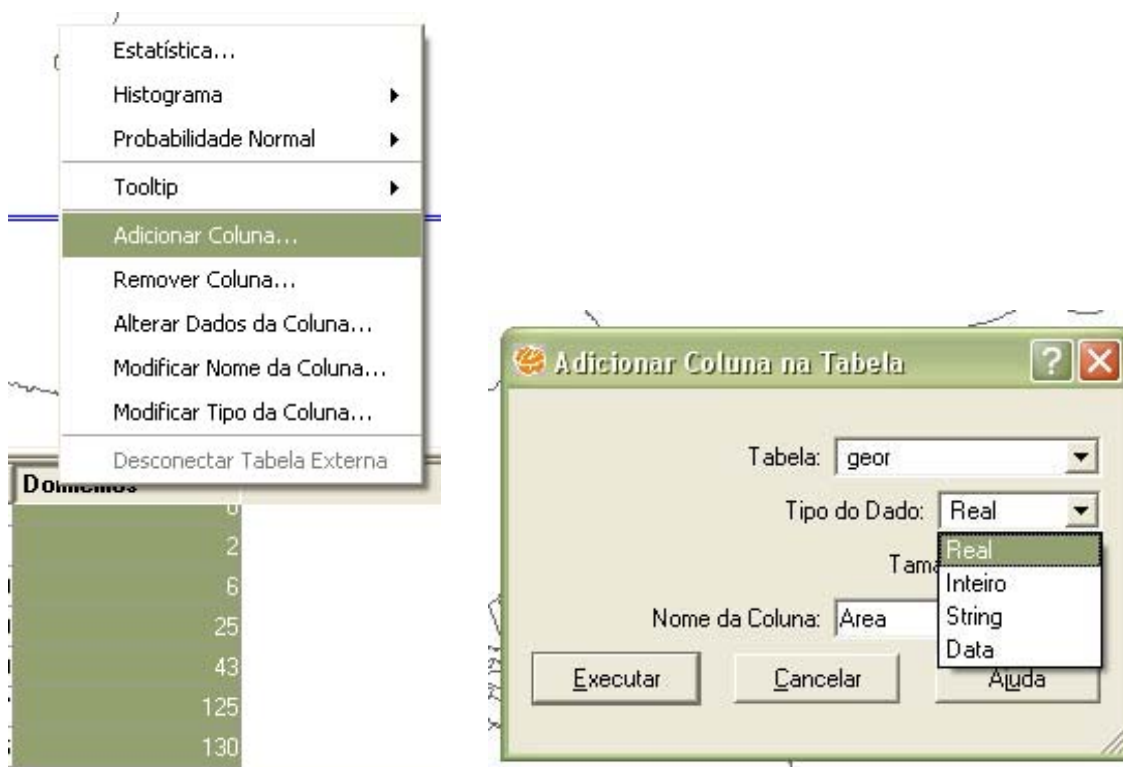 Estatística...
Histograma
Probabilidade Normal
Tooltip
Adicionar Coluna...
Remover Coluna...
Alterar Dados da Coluna...
Modificar Nome da Coluna...
Modificar Tipo da Coluna...
Desconectar Tabela Externa
0
2
6
25
43
125
130
Adicionar Coluna na Tabela
Tabela: geor
Tipo do Dado: Real
Real
Inteiro
String
Data
Nome da Coluna: Area
Executar Cancelar Ajuda